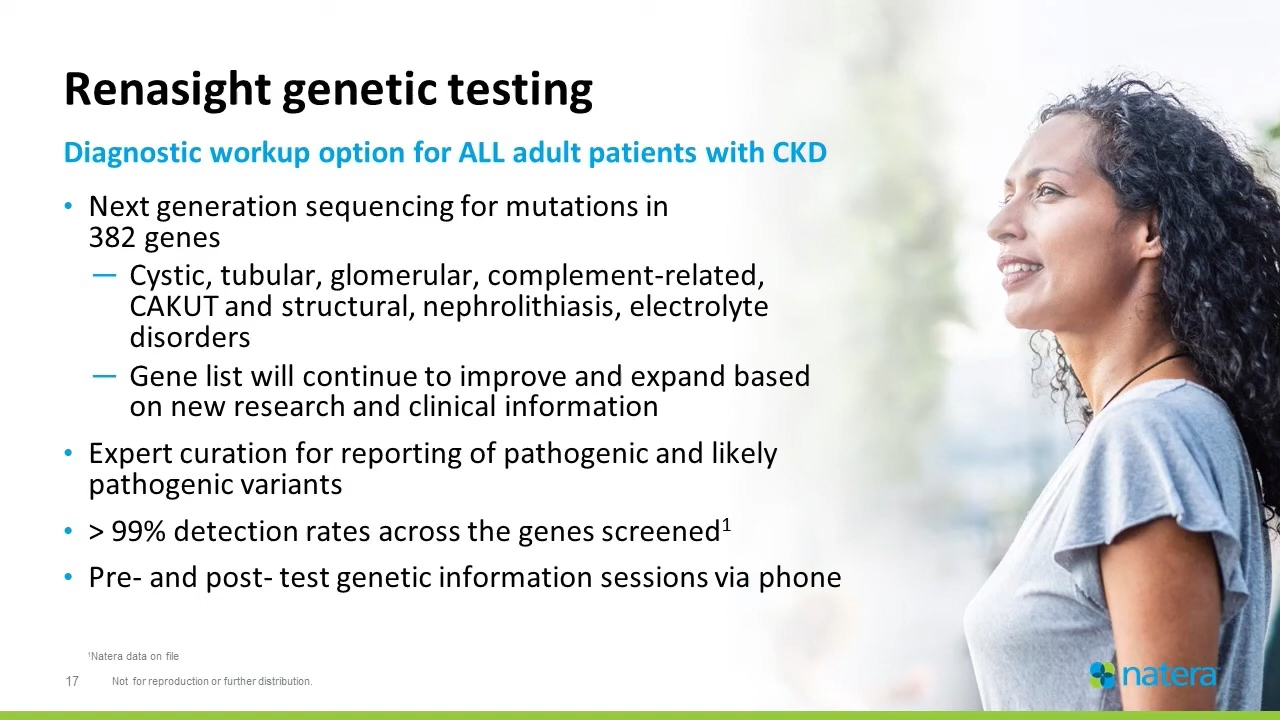 Renasight genetic testing
Diagnostic workup option for ALL adult patients with CKD
• Next generation sequencing for mutations in
382 genes
— Cystic, tubular, glomerular, complement-related,
CAKUT and structural, nephrolithiasis, electrolyte
disorders
— Gene list will continue to improve and expand based
on new research and clinical information
• Expert curation for reporting of pathogenic and likely
pathogenic variants
• > 99% detection rates across the genes screened¹
• Pre- and post- test genetic information sessions via phone
¹Natera data on file
17 Not for reproduction or further distribution.
natera